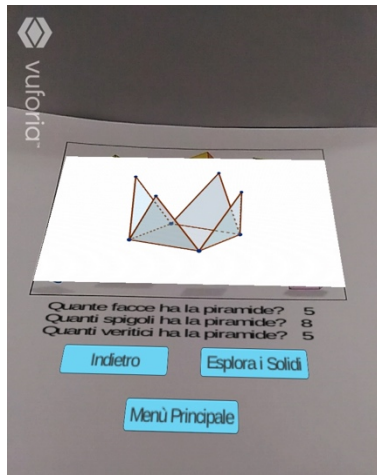 vuforia™
Quante facce ha la piramide? 5
Quanti spigoli ha la piramide? 8
Quanti veritici ha la piramide? 5
Indietro
Esplora i Solidi
Menù Principale